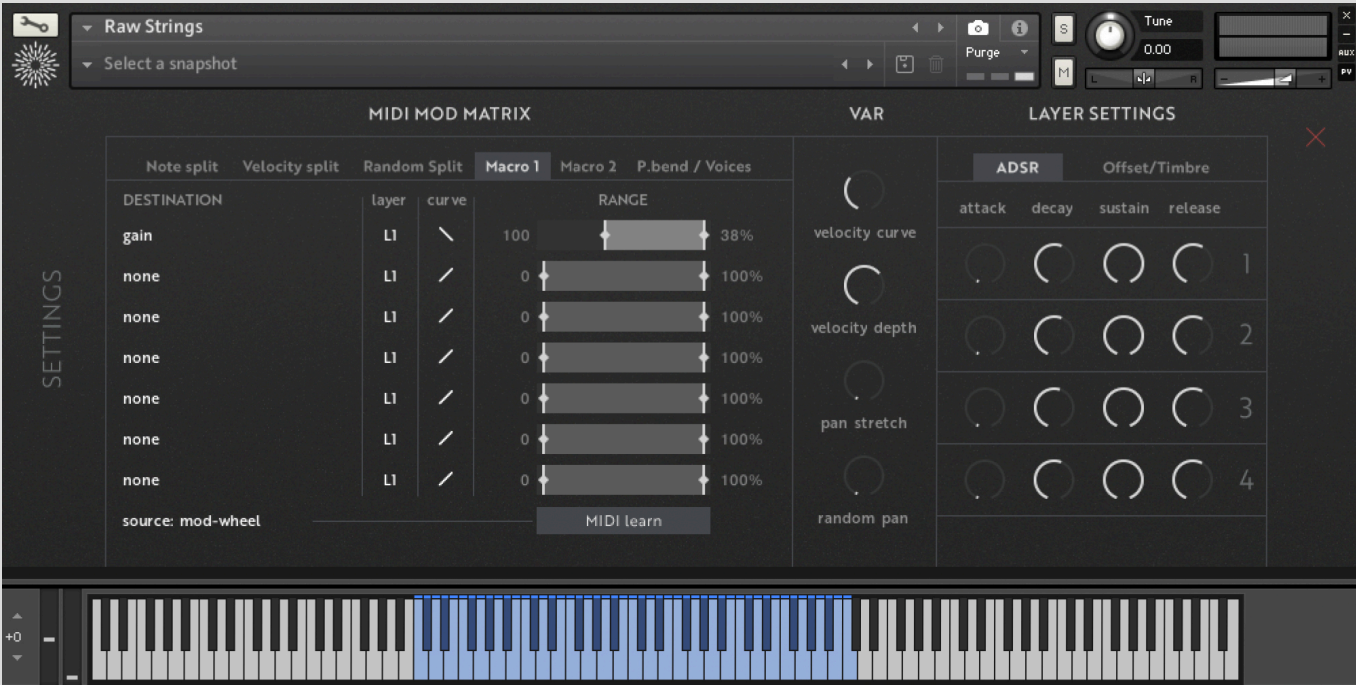 Raw Strings
Select a snapshot
Purge
S
M
Tune
0.00
L R
- +
X
-
AUX
PV
MIDI MOD MATRIX
VAR
LAYER SETTINGS
SETTINGS
Note split Velocity split Random Split Macro 1 Macro 2 P.bend / Voices
DESTINATION layer curve RANGE
gain L1 100 38%
none L1 0 100%
none L1 0 100%
none L1 0 100%
none L1 0 100%
none L1 0 100%
none L1 0 100%
source: mod-wheel MIDI learn
velocity curve
velocity depth
pan stretch
random pan
ADSR Offset/Timbre
attack decay sustain release
1
2
3
4
+0